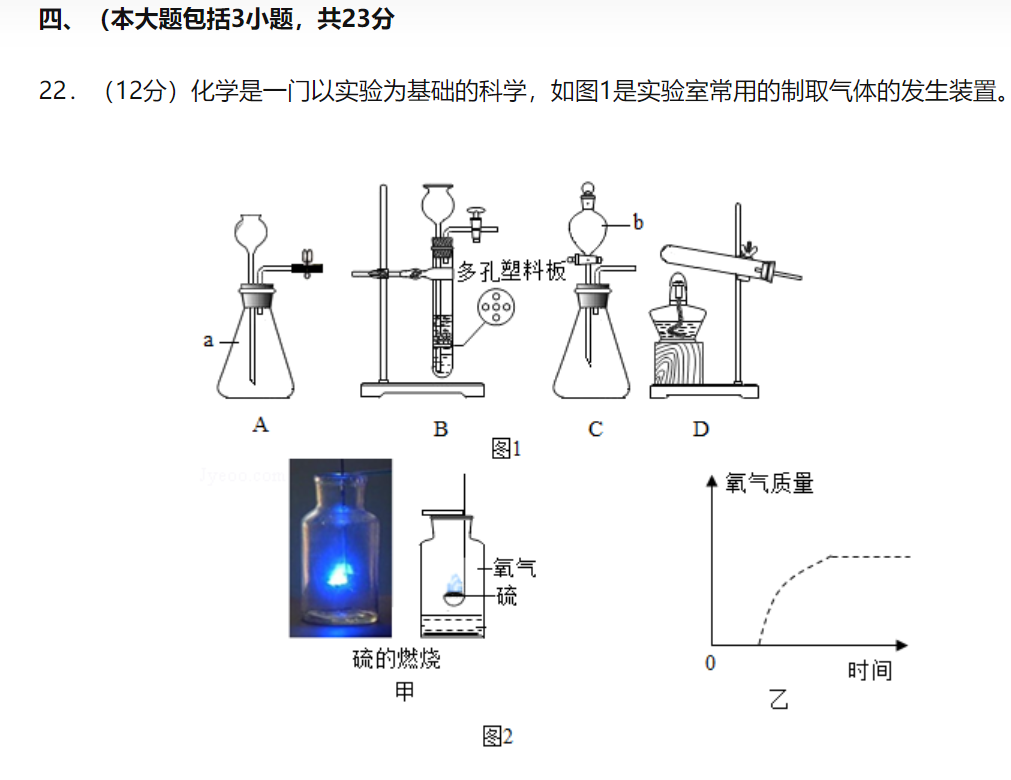 四、（本大题包括3小题，共23分
22．（12分）化学是一门以实验为基础的科学，如图1是实验室常用的制取气体的发生装置。
a
多孔塑料板
b
A
B
C
D
图1
氧气
硫
硫的燃烧
甲
氧气质量
0
时间
乙
图2